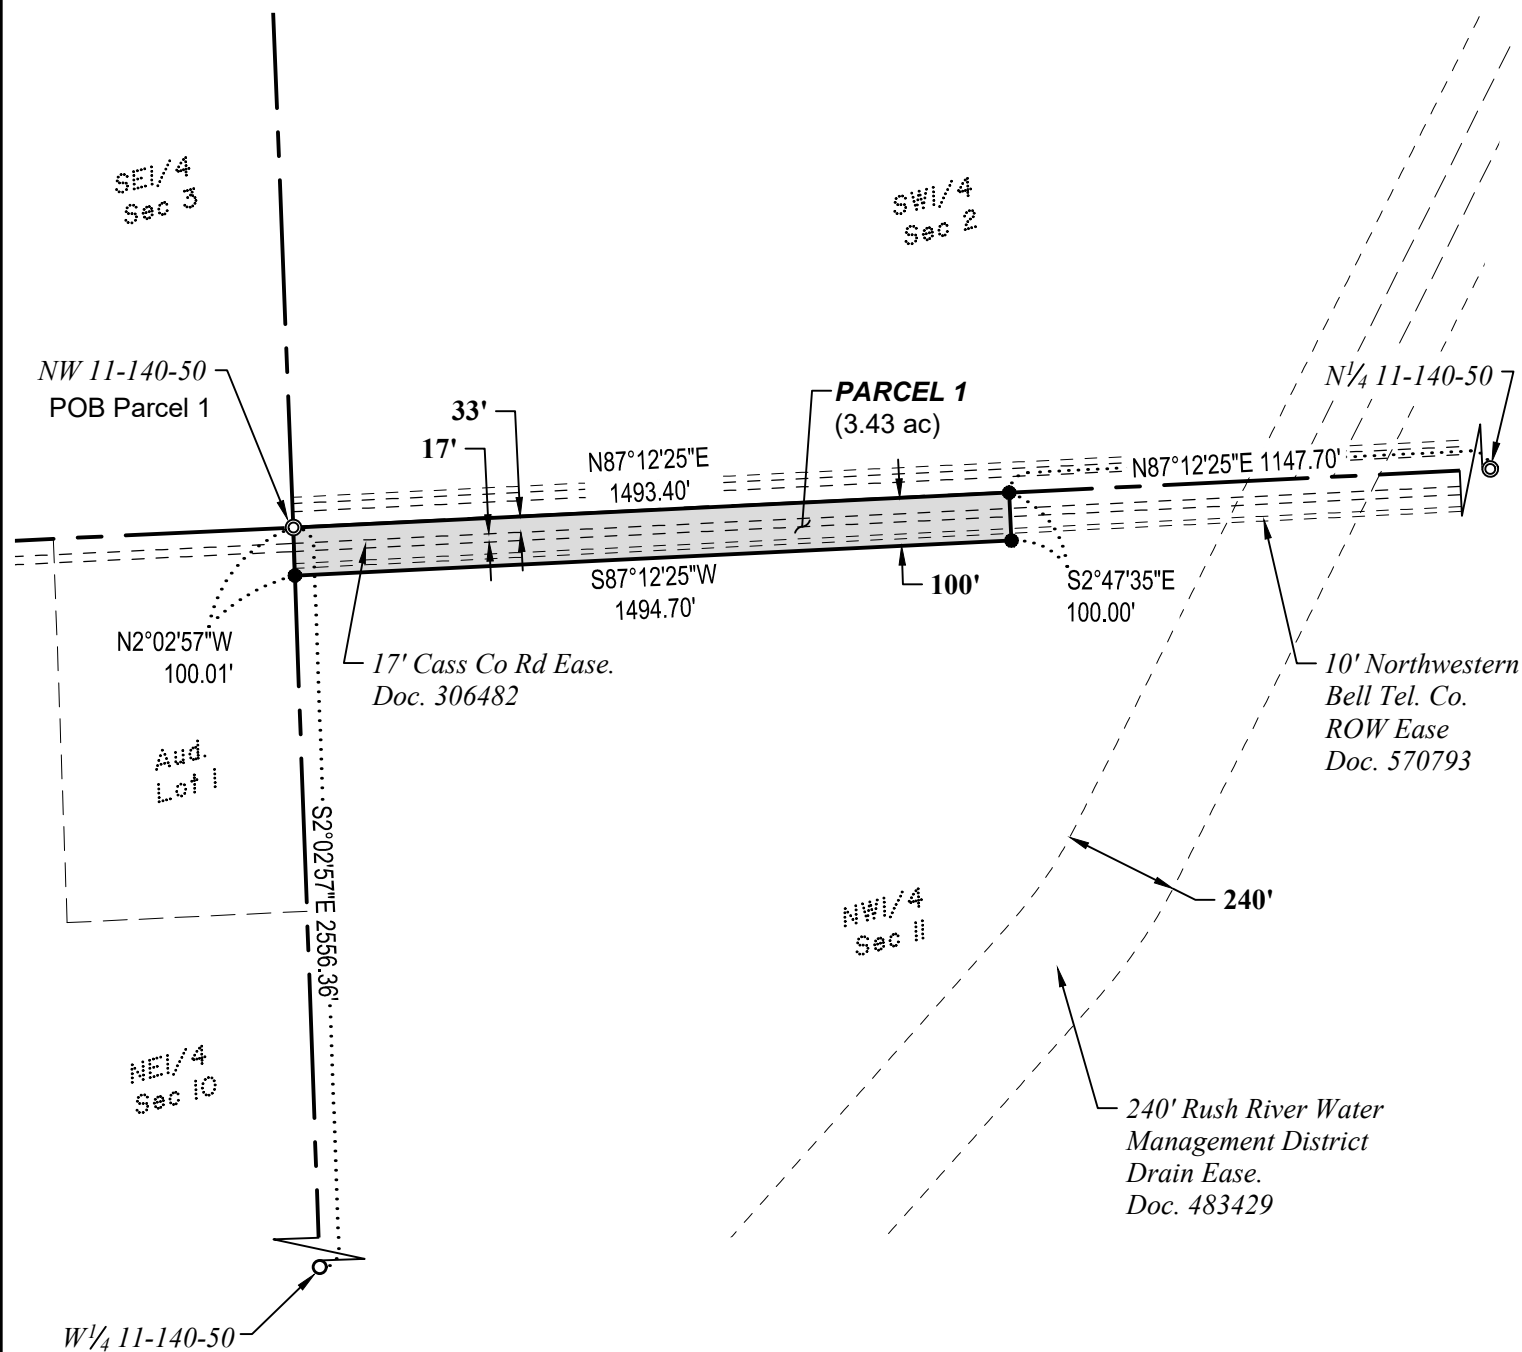 SE1/4
Sec 3
SW1/4
Sec 2
NW 11-140-50
POB Parcel 1
33'
17'
PARCEL 1
(3.43 ac)
N¼ 11-140-50
N87°12'25"E
1493.40'
N87°12'25"E 1147.70'
S87°12'25"W
1494.70'
100'
S2°47'35"E
100.00'
N2°02'57"W
100.01'
17' Cass Co Rd Ease.
Doc. 306482
10' Northwestern
Bell Tel. Co.
ROW Ease
Doc. 570793
Aud.
Lot 1
S2°02'57"E 2556.36'
240'
NW1/4
Sec 11
NE1/4
Sec 10
240' Rush River Water
Management District
Drain Ease.
Doc. 483429
W¼ 11-140-50